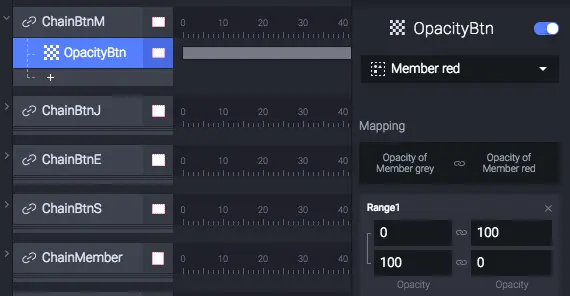 ChainBtnM
0 10 20 30 40
OpacityBtn
+
ChainBtnJ
0 10 20 30 40
ChainBtnE
0 10 20 30 40
ChainBtnS
0 10 20 30 40
ChainMember
0 10 20 30 40
OpacityBtn
Member red
Mapping
Opacity of
Member grey
Opacity of
Member red
Range1
0 100
100 0
Opacity Opacity